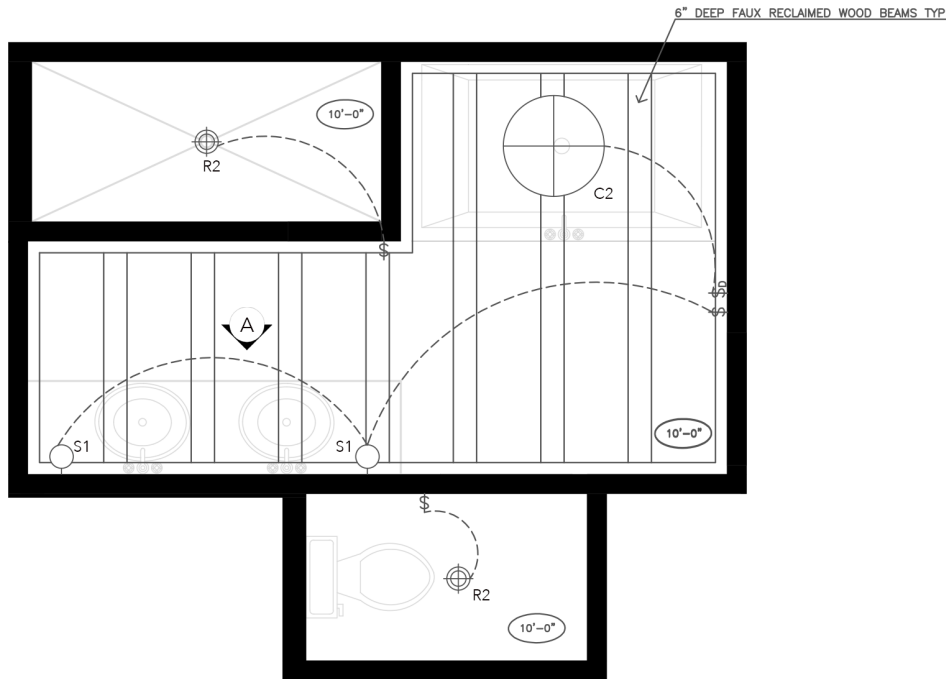 6" DEEP FAUX RECLAIMED WOOD BEAMS TYP
10'-0"
R2
C2
$
$ $D
$
A
S1
S1
10'-0"
$
R2
10'-0"